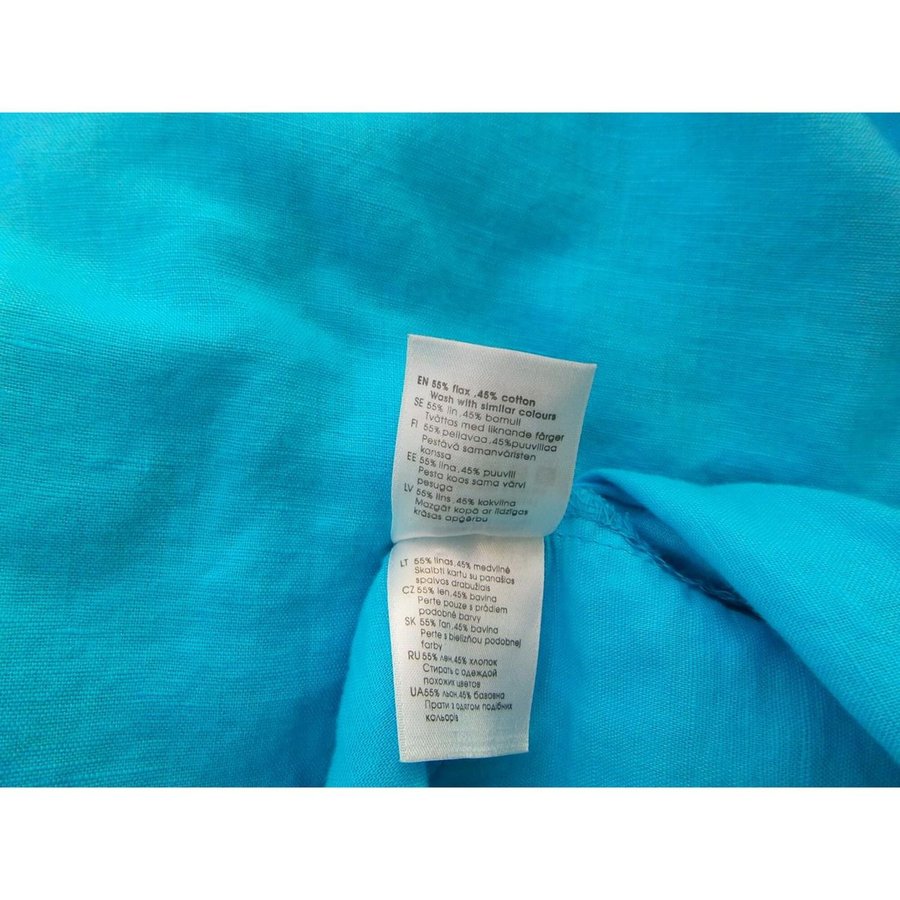 EN 55% flax ,45% cotton
Wash with similar colours
SE 55% lin ,45% bomull
Tvättas med liknande färger
FI 55% pellavaa ,45%puuvillaa
Pestävä samanväristen
kanssa
EE 55% lina ,45% puuvill
Pesta koos sama värvi
pesuga
LV 55% lins ,45% kokvilna
Mazgāt kopā ar līdzīgas
krāsas apģērbu
LT 55% linas,45% medvilnė
Skalbti kartu su panašios
spalvos drabužiais
CZ 55% len ,45% bavlna
Perte pouze s prádlem
podobné barvy
SK 55% ľan ,45% bavlna
Perte s bielizňou podobnej
farby
RU 55% лен,45% хлопок
Стирать с одеждой
похожих цветов
UA55% льон,45% бавовна
Прати з одягом подібних
кольорів